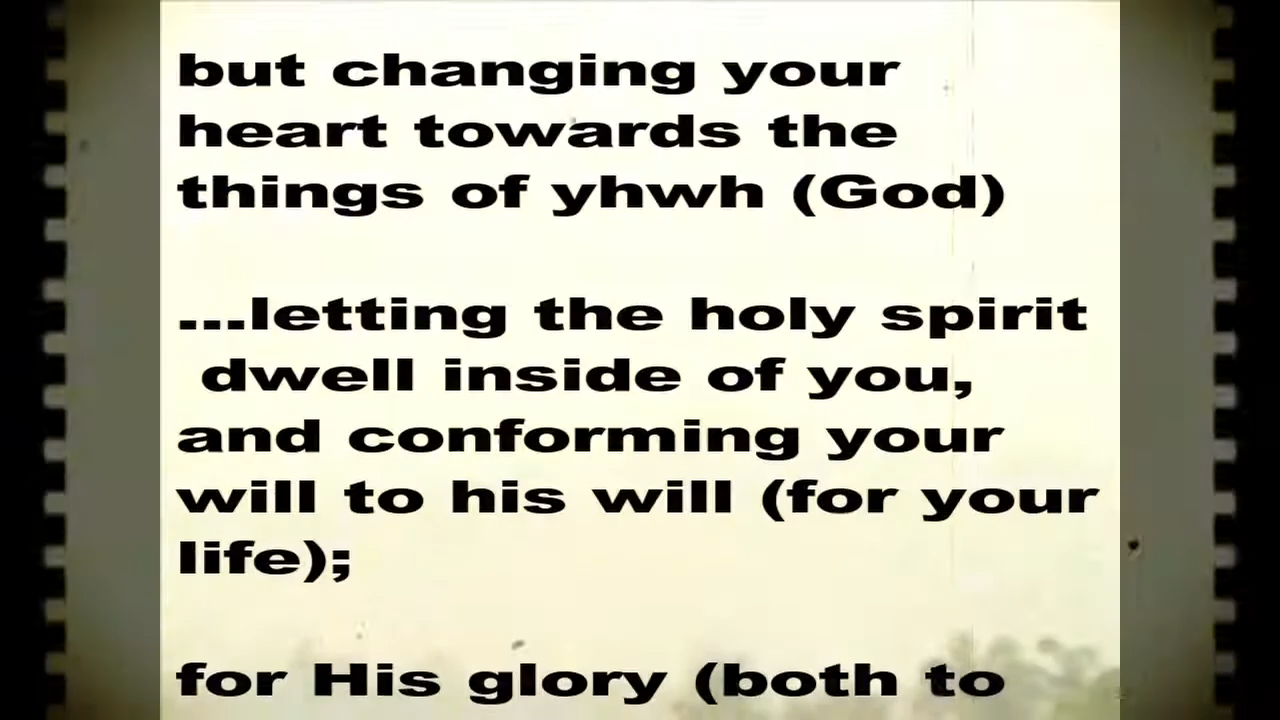 but changing your
heart towards the
things of yhwh (God)
...letting the holy spirit
dwell inside of you,
and conforming your
will to his will (for your
life);
for His glory (both to